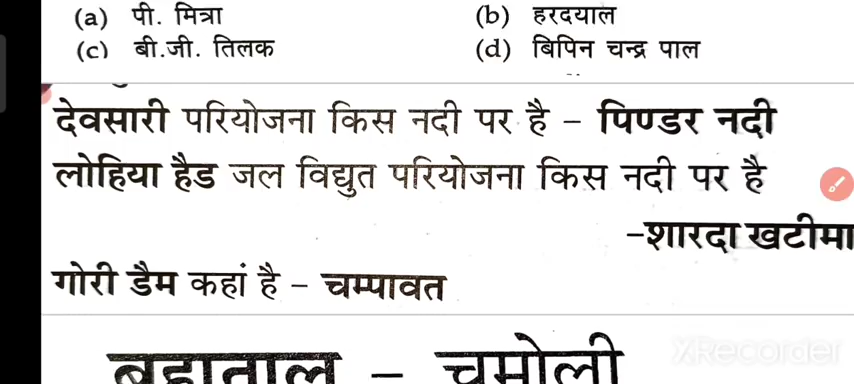 (a) पी. मित्रा (b) हरदयाल
(c) बी.जी. तिलक (d) बिपिन चन्द्र पाल
देवसारी परियोजना किस नदी पर है – पिण्डर नदी
लोहिया हैड जल विद्युत परियोजना किस नदी पर है
–शारदा खटीमा
गोरी डैम कहां है – चम्पावत
– चमोली
XRecorder